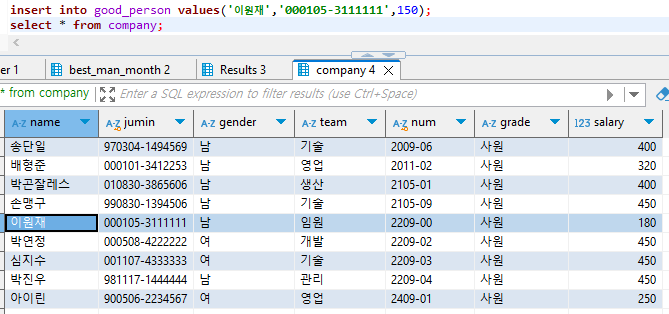 insert into good_person values('이원재','000105-3111111',150);
select * from company;
er 1 best_man_month 2 Results 3 company 4
* from company Enter a SQL expression to filter results (use Ctrl+Space)
A-Z name A-Z jumin A-Z gender A-Z team A-Z num A-Z grade 123 salary
송단일 970304-1494569 남 기술 2009-06 사원 400
배형준 000101-3412253 남 영업 2011-02 사원 320
박곤잘레스 010830-3865606 남 생산 2105-01 사원 400
손맹구 990830-1394506 남 기술 2105-09 사원 450
이원재 000105-3111111 남 임원 2209-00 사원 180
박연정 000508-4222222 여 개발 2209-02 사원 450
심지수 001107-4333333 여 기술 2209-03 사원 450
박진우 981117-1444444 남 관리 2209-04 사원 450
아이린 900506-2234567 여 영업 2409-01 사원 250